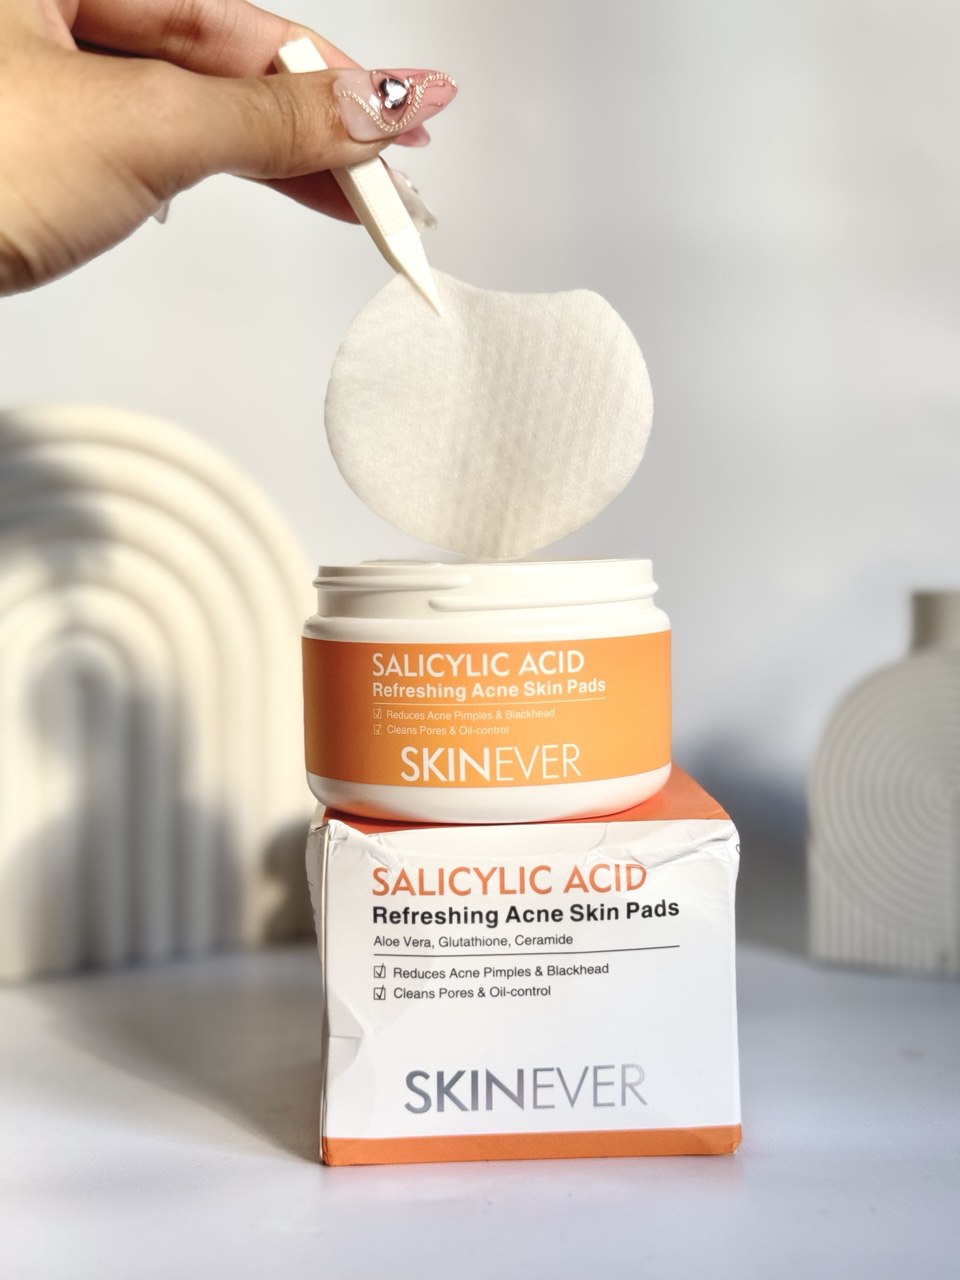 SALICYLIC ACID
Refreshing Acne Skin Pads
Reduces Acne Pimples & Blackhead
Cleans Pores & Oil-control
SKINEVER
SALICYLIC ACID
Refreshing Acne Skin Pads
Aloe Vera, Glutathione, Ceramide
Reduces Acne Pimples & Blackhead
Cleans Pores & Oil-control
SKINEVER